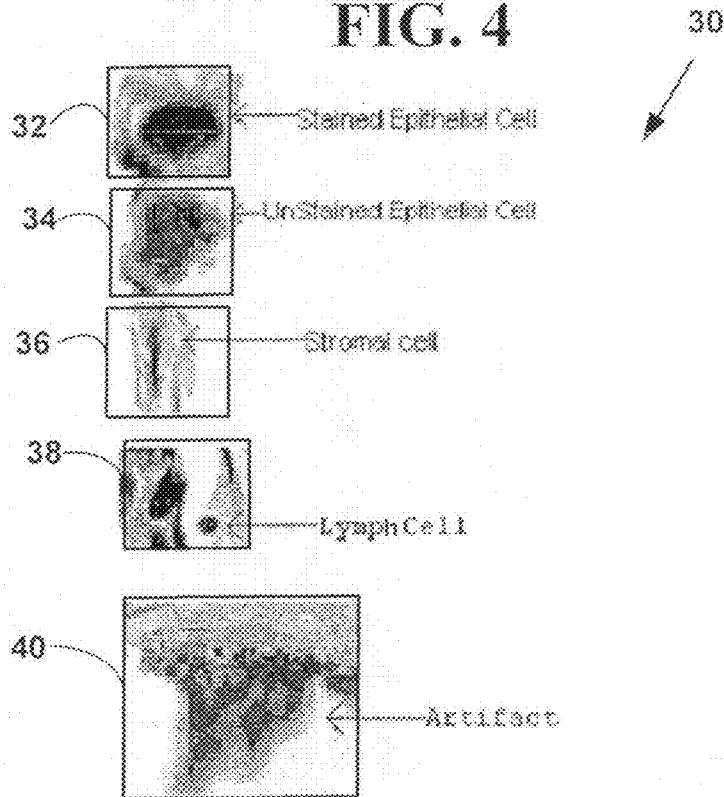 FIG. 4
30
32
Stained Epithelial Cell
34
UnStained Epithelial Cell
36
Stromal cell
38
Lymph Cell
40
Artifact